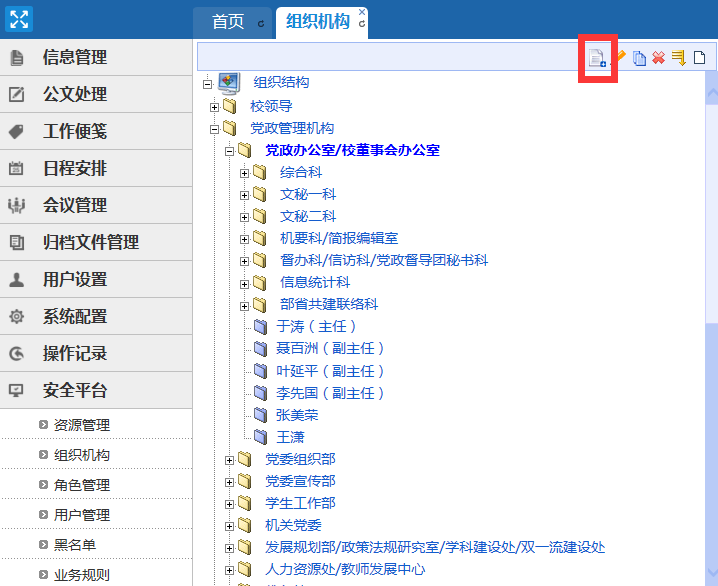 首页
组织机构
信息管理
公文处理
工作便笺
日程安排
会议管理
归档文件管理
用户设置
系统配置
操作记录
安全平台
资源管理
组织机构
角色管理
用户管理
黑名单
业务规则
组织结构
校领导
党政管理机构
党政办公室/校董事会办公室
综合科
文秘一科
文秘二科
机要科/简报编辑室
督办科/信访科/党政督导团秘书科
信息统计科
部省共建联络科
于涛（主任）
聂百洲（副主任）
叶延平（副主任）
李先国（副主任）
张美荣
王潇
党委组织部
党委宣传部
学生工作部
机关党委
发展规划部/政策法规研究室/学科建设处/双一流建设处
人力资源处/教师发展中心